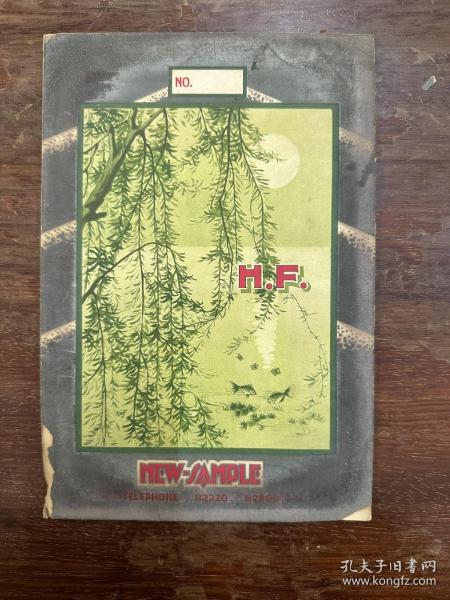 NO.
H.F.
NEW-SAMPLE
TELEPHONE 82220
孔夫子旧书网
www.kongfz.com